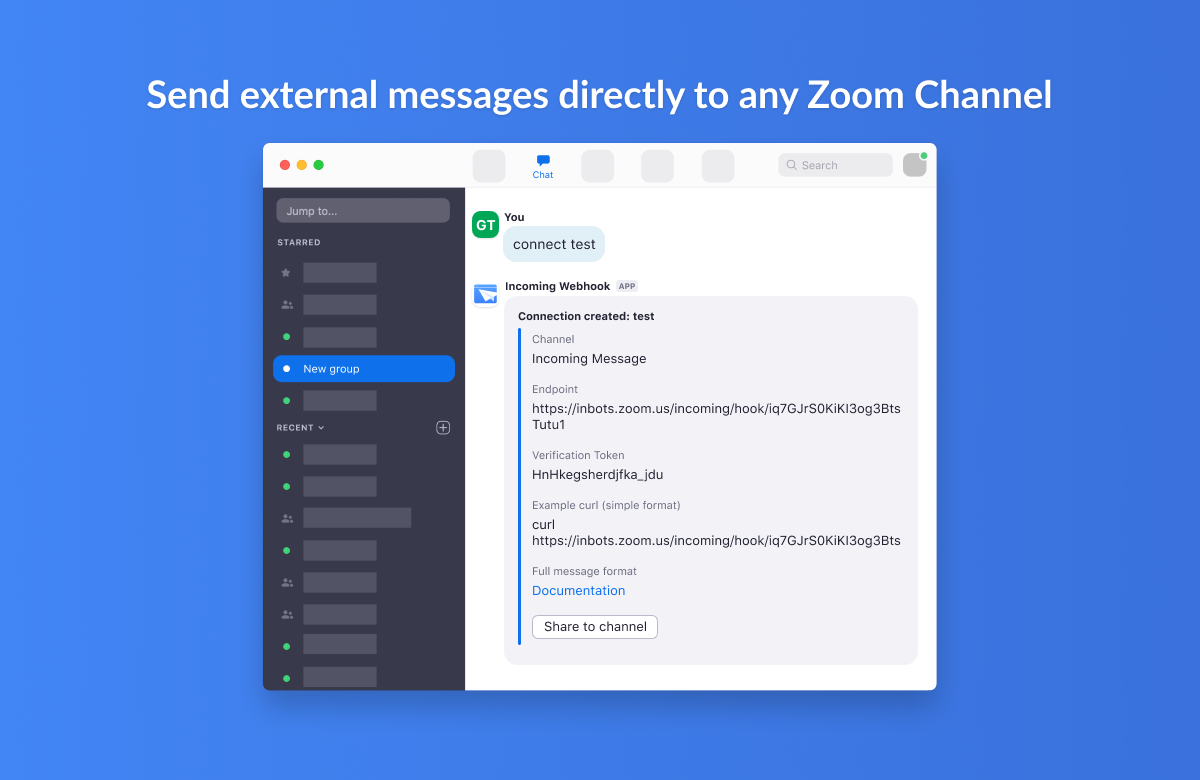 Send external messages directly to any Zoom Channel
Chat
Search
Jump to...
STARRED
New group
RECENT
GT
You
connect test
Incoming Webhook APP
Connection created: test
Channel
Incoming Message
Endpoint
https://inbots.zoom.us/incoming/hook/iq7GJrS0KiKI3og3Bts
Tutu1
Verification Token
HnHkegsherdjfka_jdu
Example curl (simple format)
curl
https://inbots.zoom.us/incoming/hook/iq7GJrS0KiKI3og3Bts
Full message format
Documentation
Share to channel